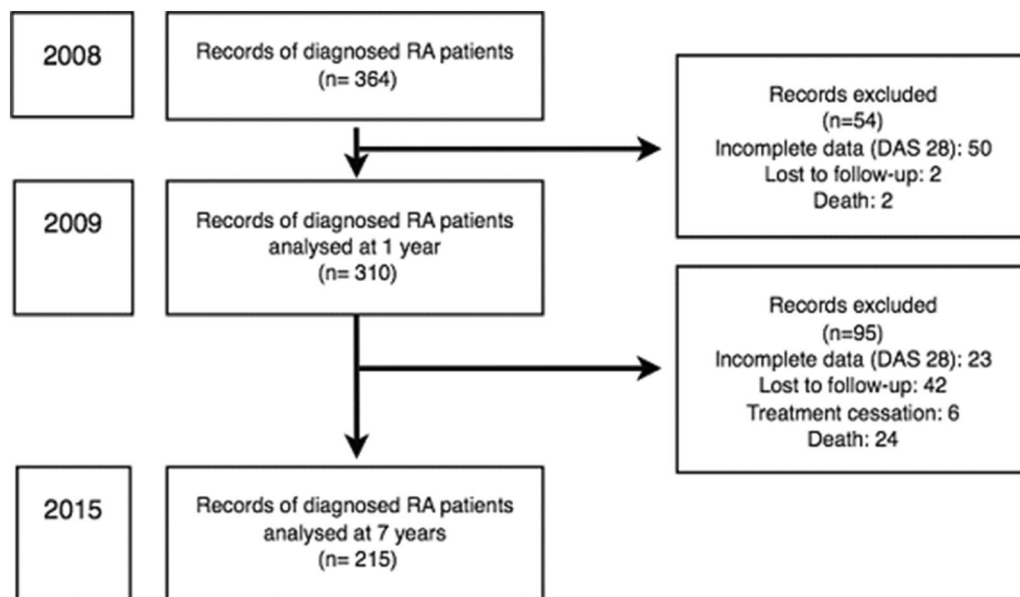 2008
Records of diagnosed RA patients
(n= 364)
Records excluded
(n=54)
Incomplete data (DAS 28): 50
Lost to follow-up: 2
Death: 2
2009
Records of diagnosed RA patients
analysed at 1 year
(n= 310)
Records excluded
(n=95)
Incomplete data (DAS 28): 23
Lost to follow-up: 42
Treatment cessation: 6
Death: 24
2015
Records of diagnosed RA patients
analysed at 7 years
(n= 215)